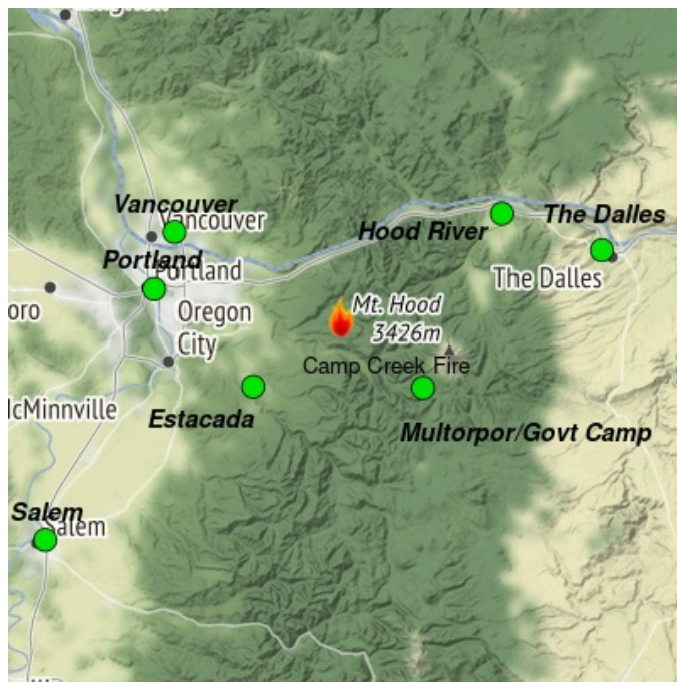 Vancouver
Vancouver
Portland
Portland
Hood River
The Dalles
The Dalles
oro
Oregon
City
Mt. Hood
3426m
Camp Creek Fire
cMinnville
Estacada
Multorpor/Govt Camp
Salem
Salem